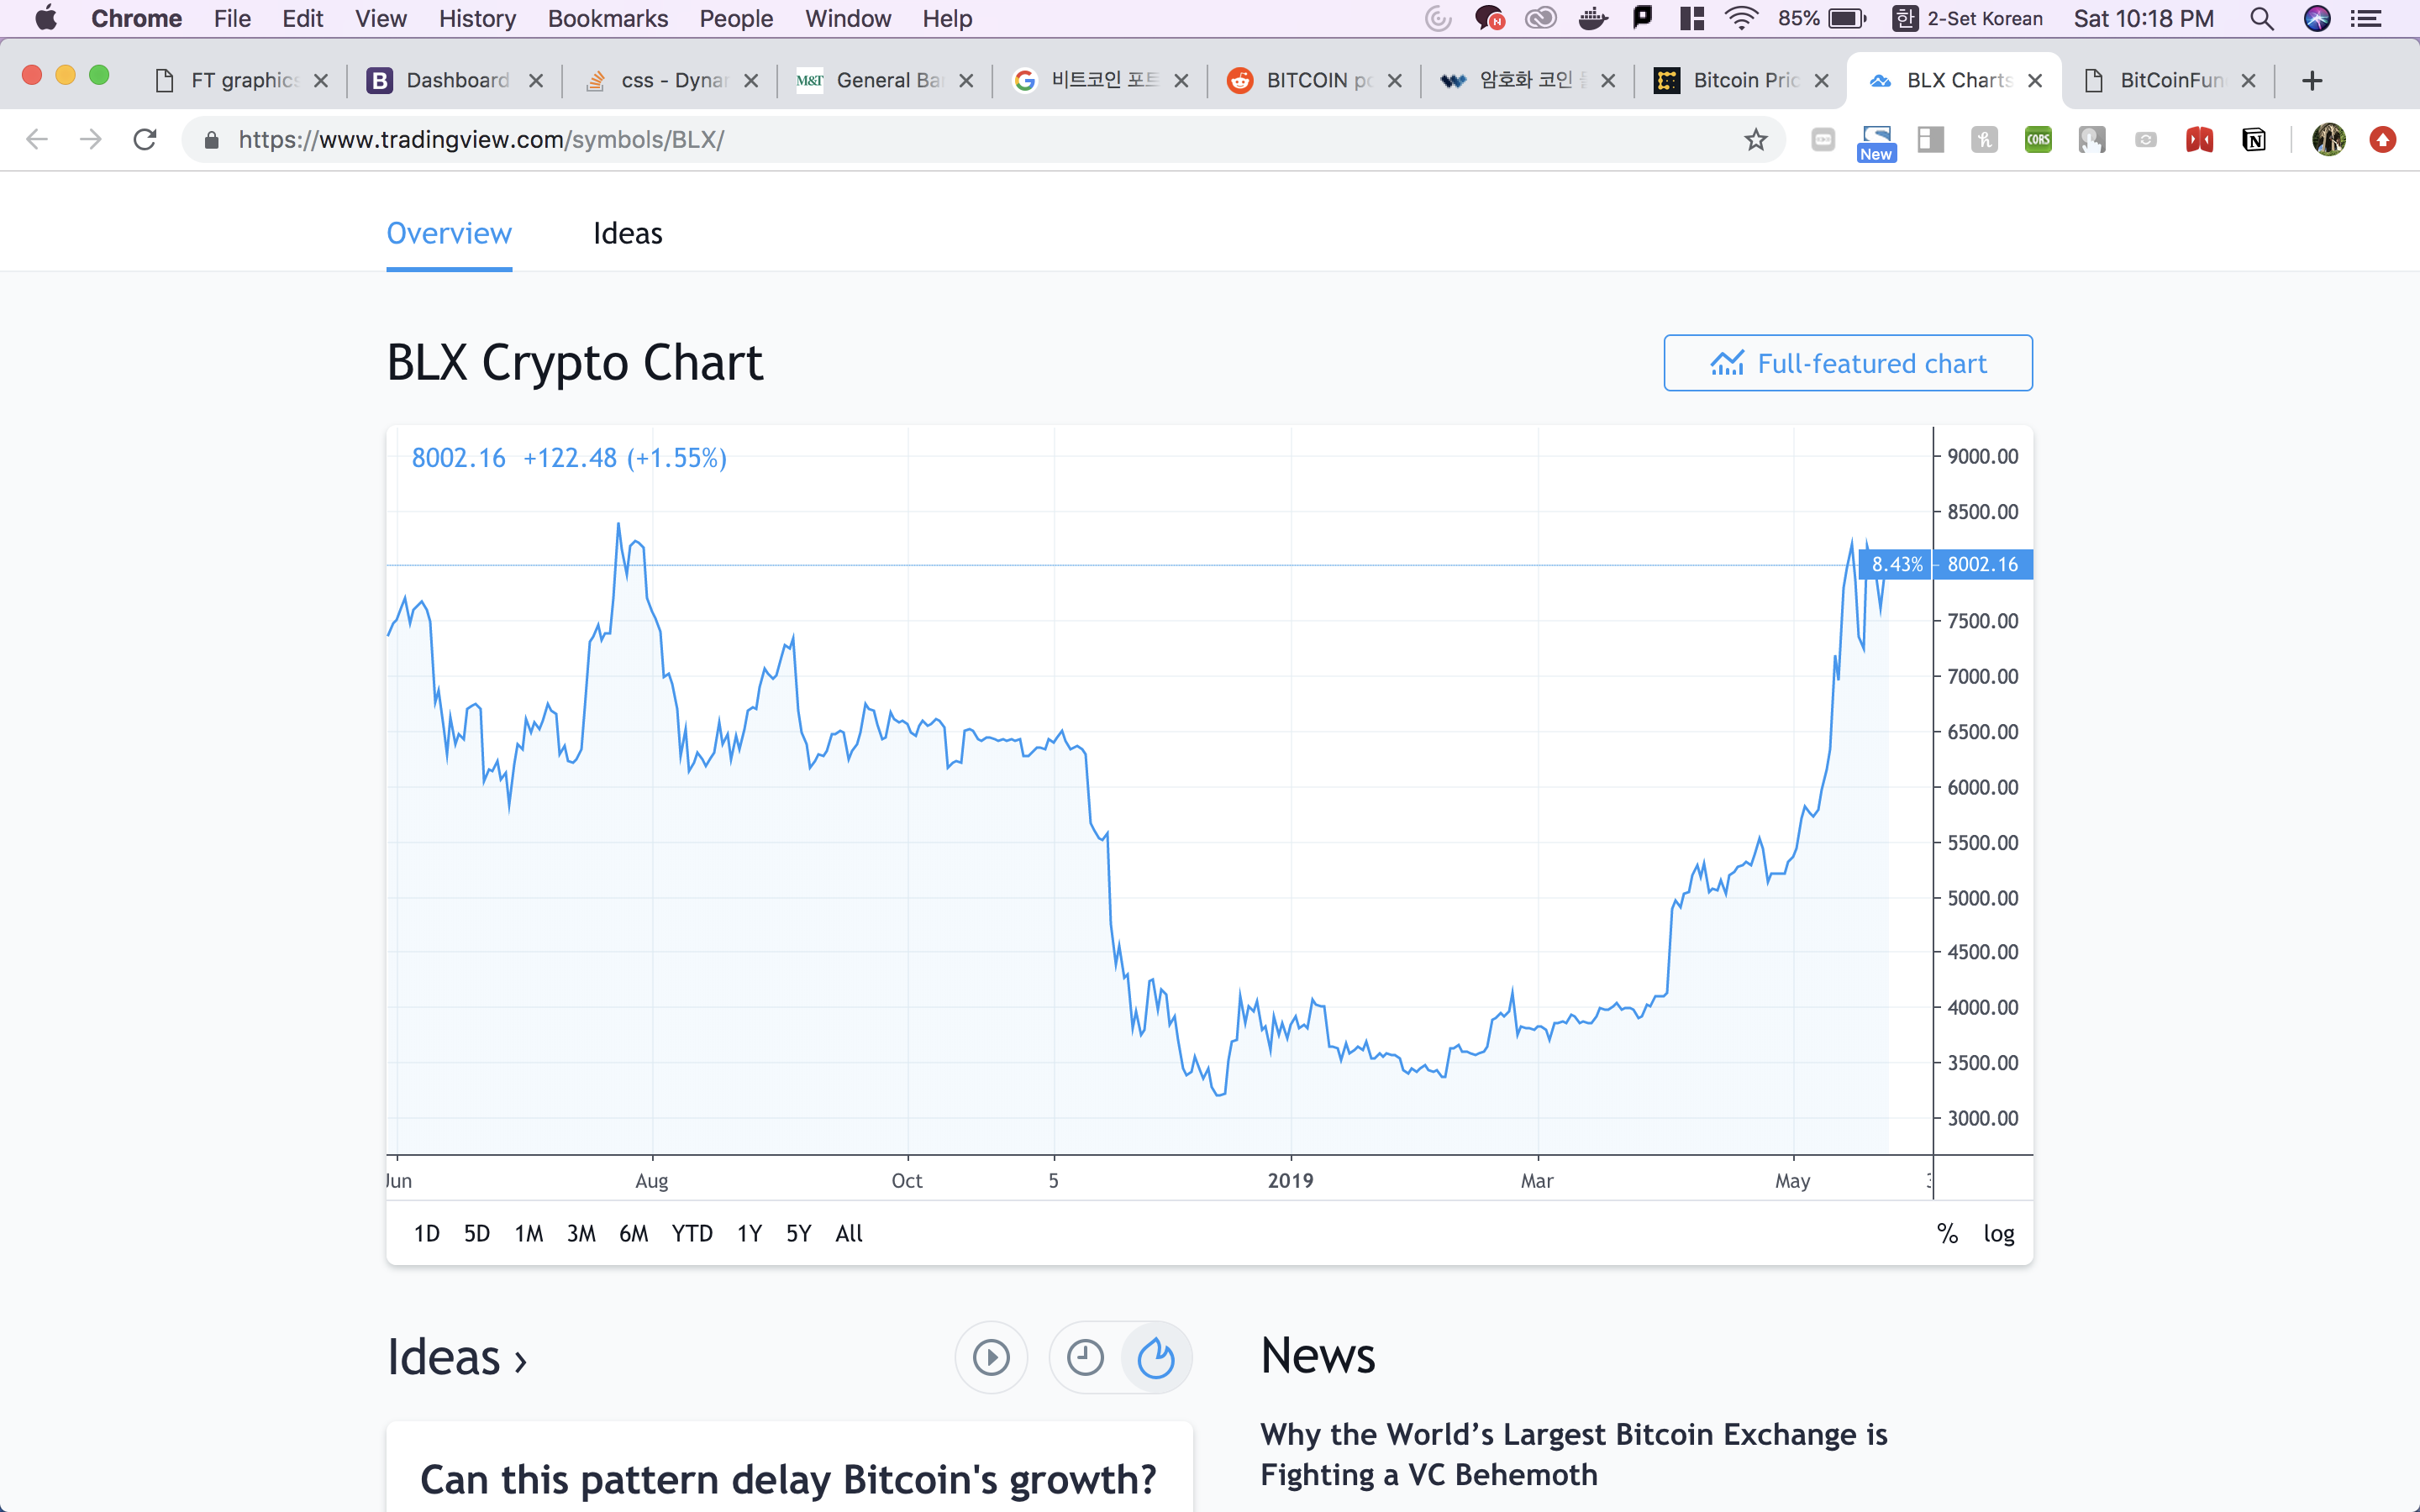 Chrome File Edit View History Bookmarks People Window Help 85% 한 2-Set Korean Sat 10:18 PM
FT graphics B Dashboard css - Dynar M&T General Ba 비트코인 포트 BITCOIN po 암호화 코인 Bitcoin Pric BLX Charts BitCoinFun
https://www.tradingview.com/symbols/BLX/
CORS
New
Overview Ideas
BLX Crypto Chart
Full-featured chart
8002.16 +122.48 (+1.55%)
9000.00
8500.00
8.43% 8002.16
7500.00
7000.00
6500.00
6000.00
5500.00
5000.00
4500.00
4000.00
3500.00
3000.00
Jun Aug Oct 5 2019 Mar May
1D 5D 1M 3M 6M YTD 1Y 5Y All % log
Ideas ›
News
Can this pattern delay Bitcoin's growth?
Why the World’s Largest Bitcoin Exchange is
Fighting a VC Behemoth